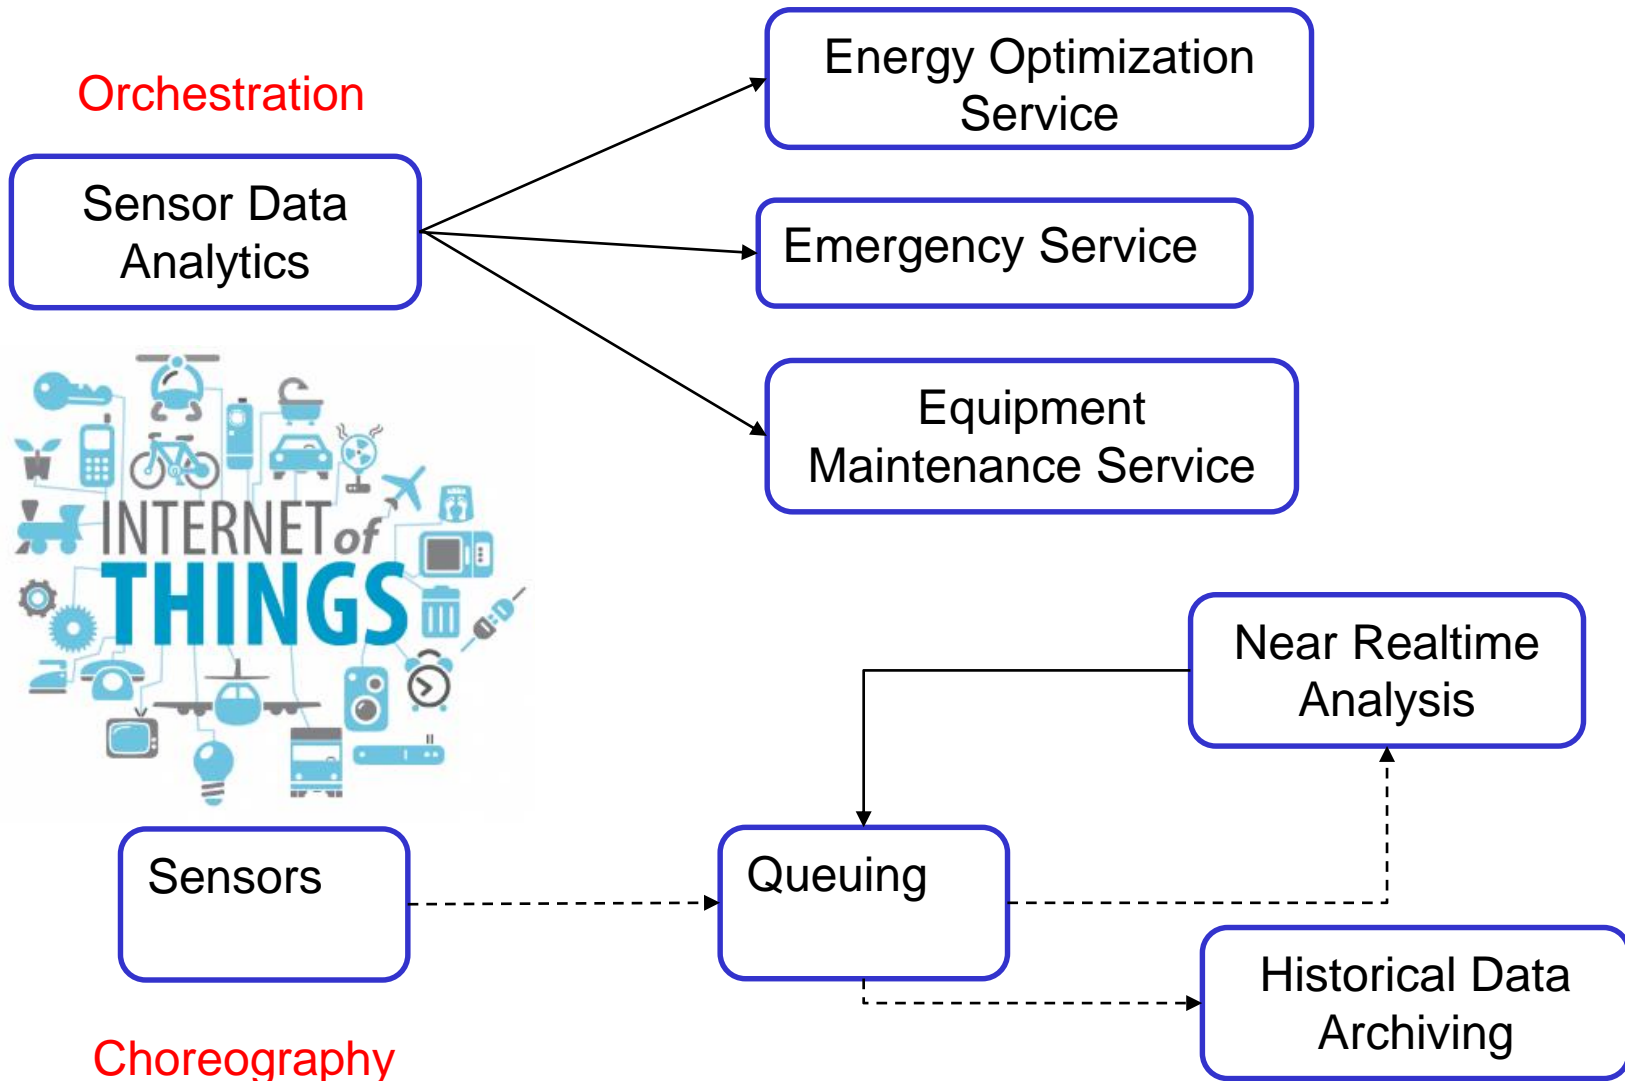 Orchestration
Energy Optimization
Service
Sensor Data
Analytics
Emergency Service
Equipment
Maintenance Service
INTERNET of
THINGS
Near Realtime
Analysis
Sensors
Queuing
Historical Data
Archiving
Choreography